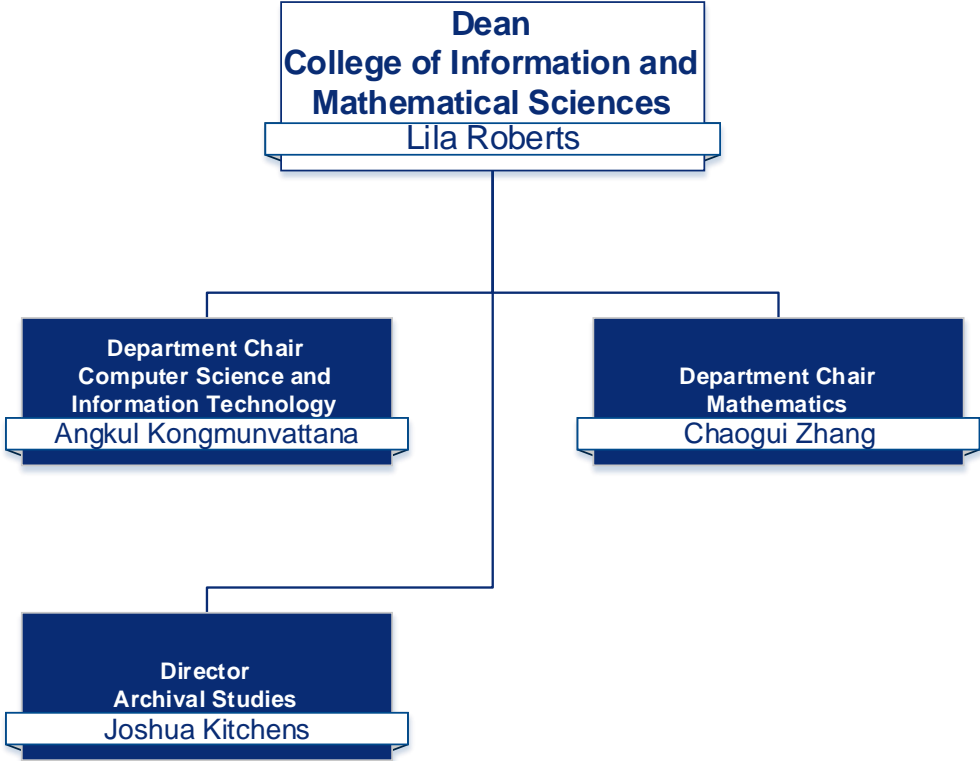 Dean
College of Information and
Mathematical Sciences
Lila Roberts
Department Chair
Computer Science and
Information Technology
Angkul Kongmunvattana
Department Chair
Mathematics
Chaogui Zhang
Director
Archival Studies
Joshua Kitchens